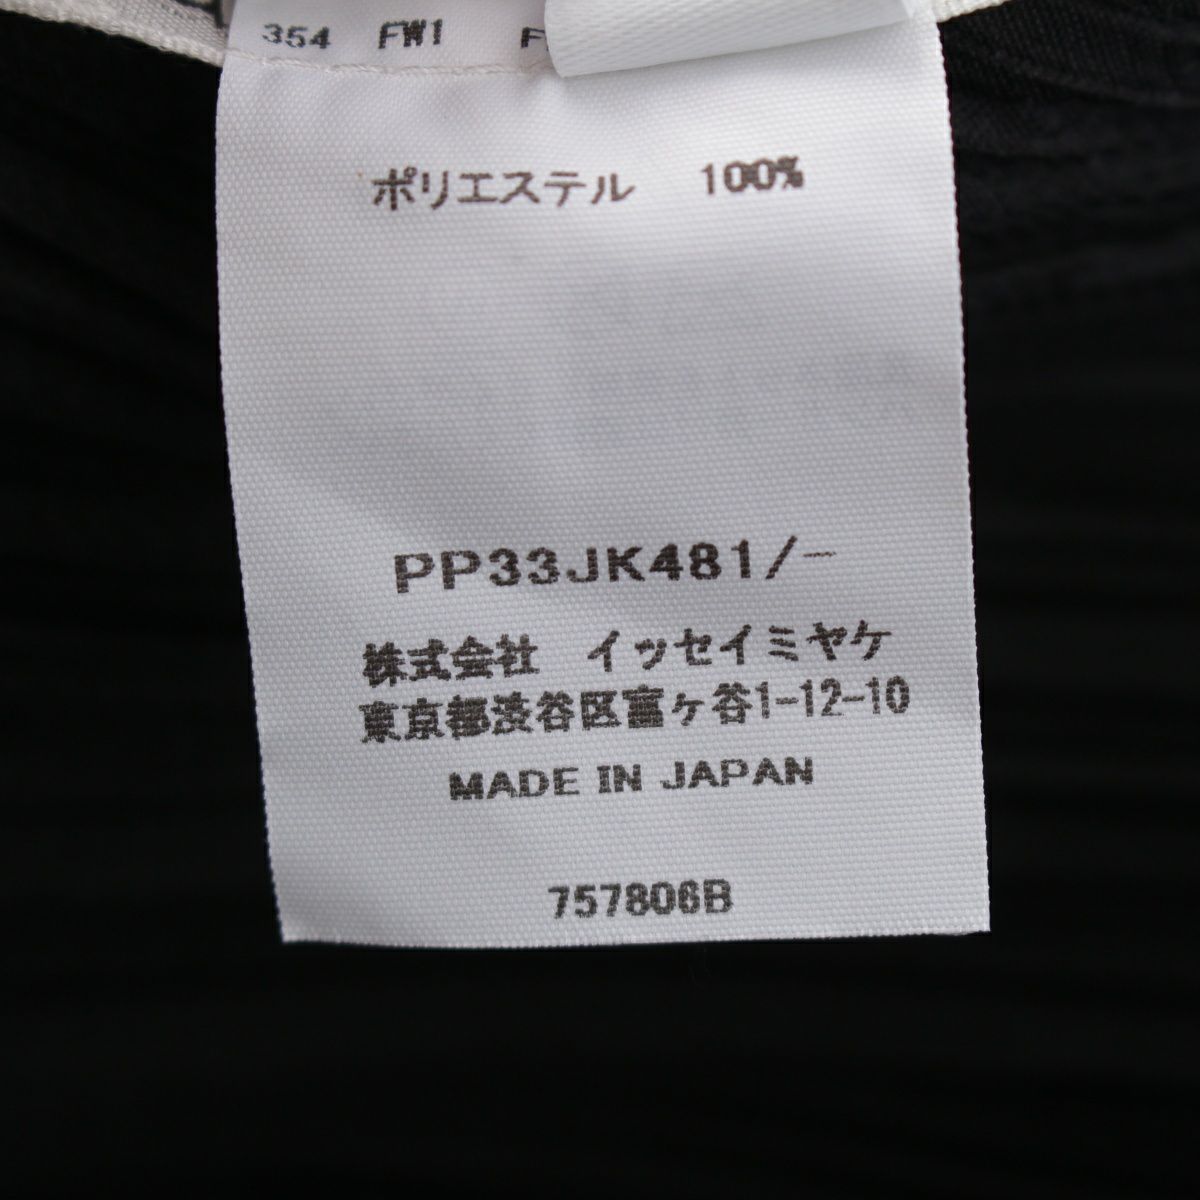 354 FW1
ポリエステル 100%
PP33JK481/-
株式会社 イッセイミヤケ
東京都渋谷区富ヶ谷1-12-10
MADE IN JAPAN
757806B